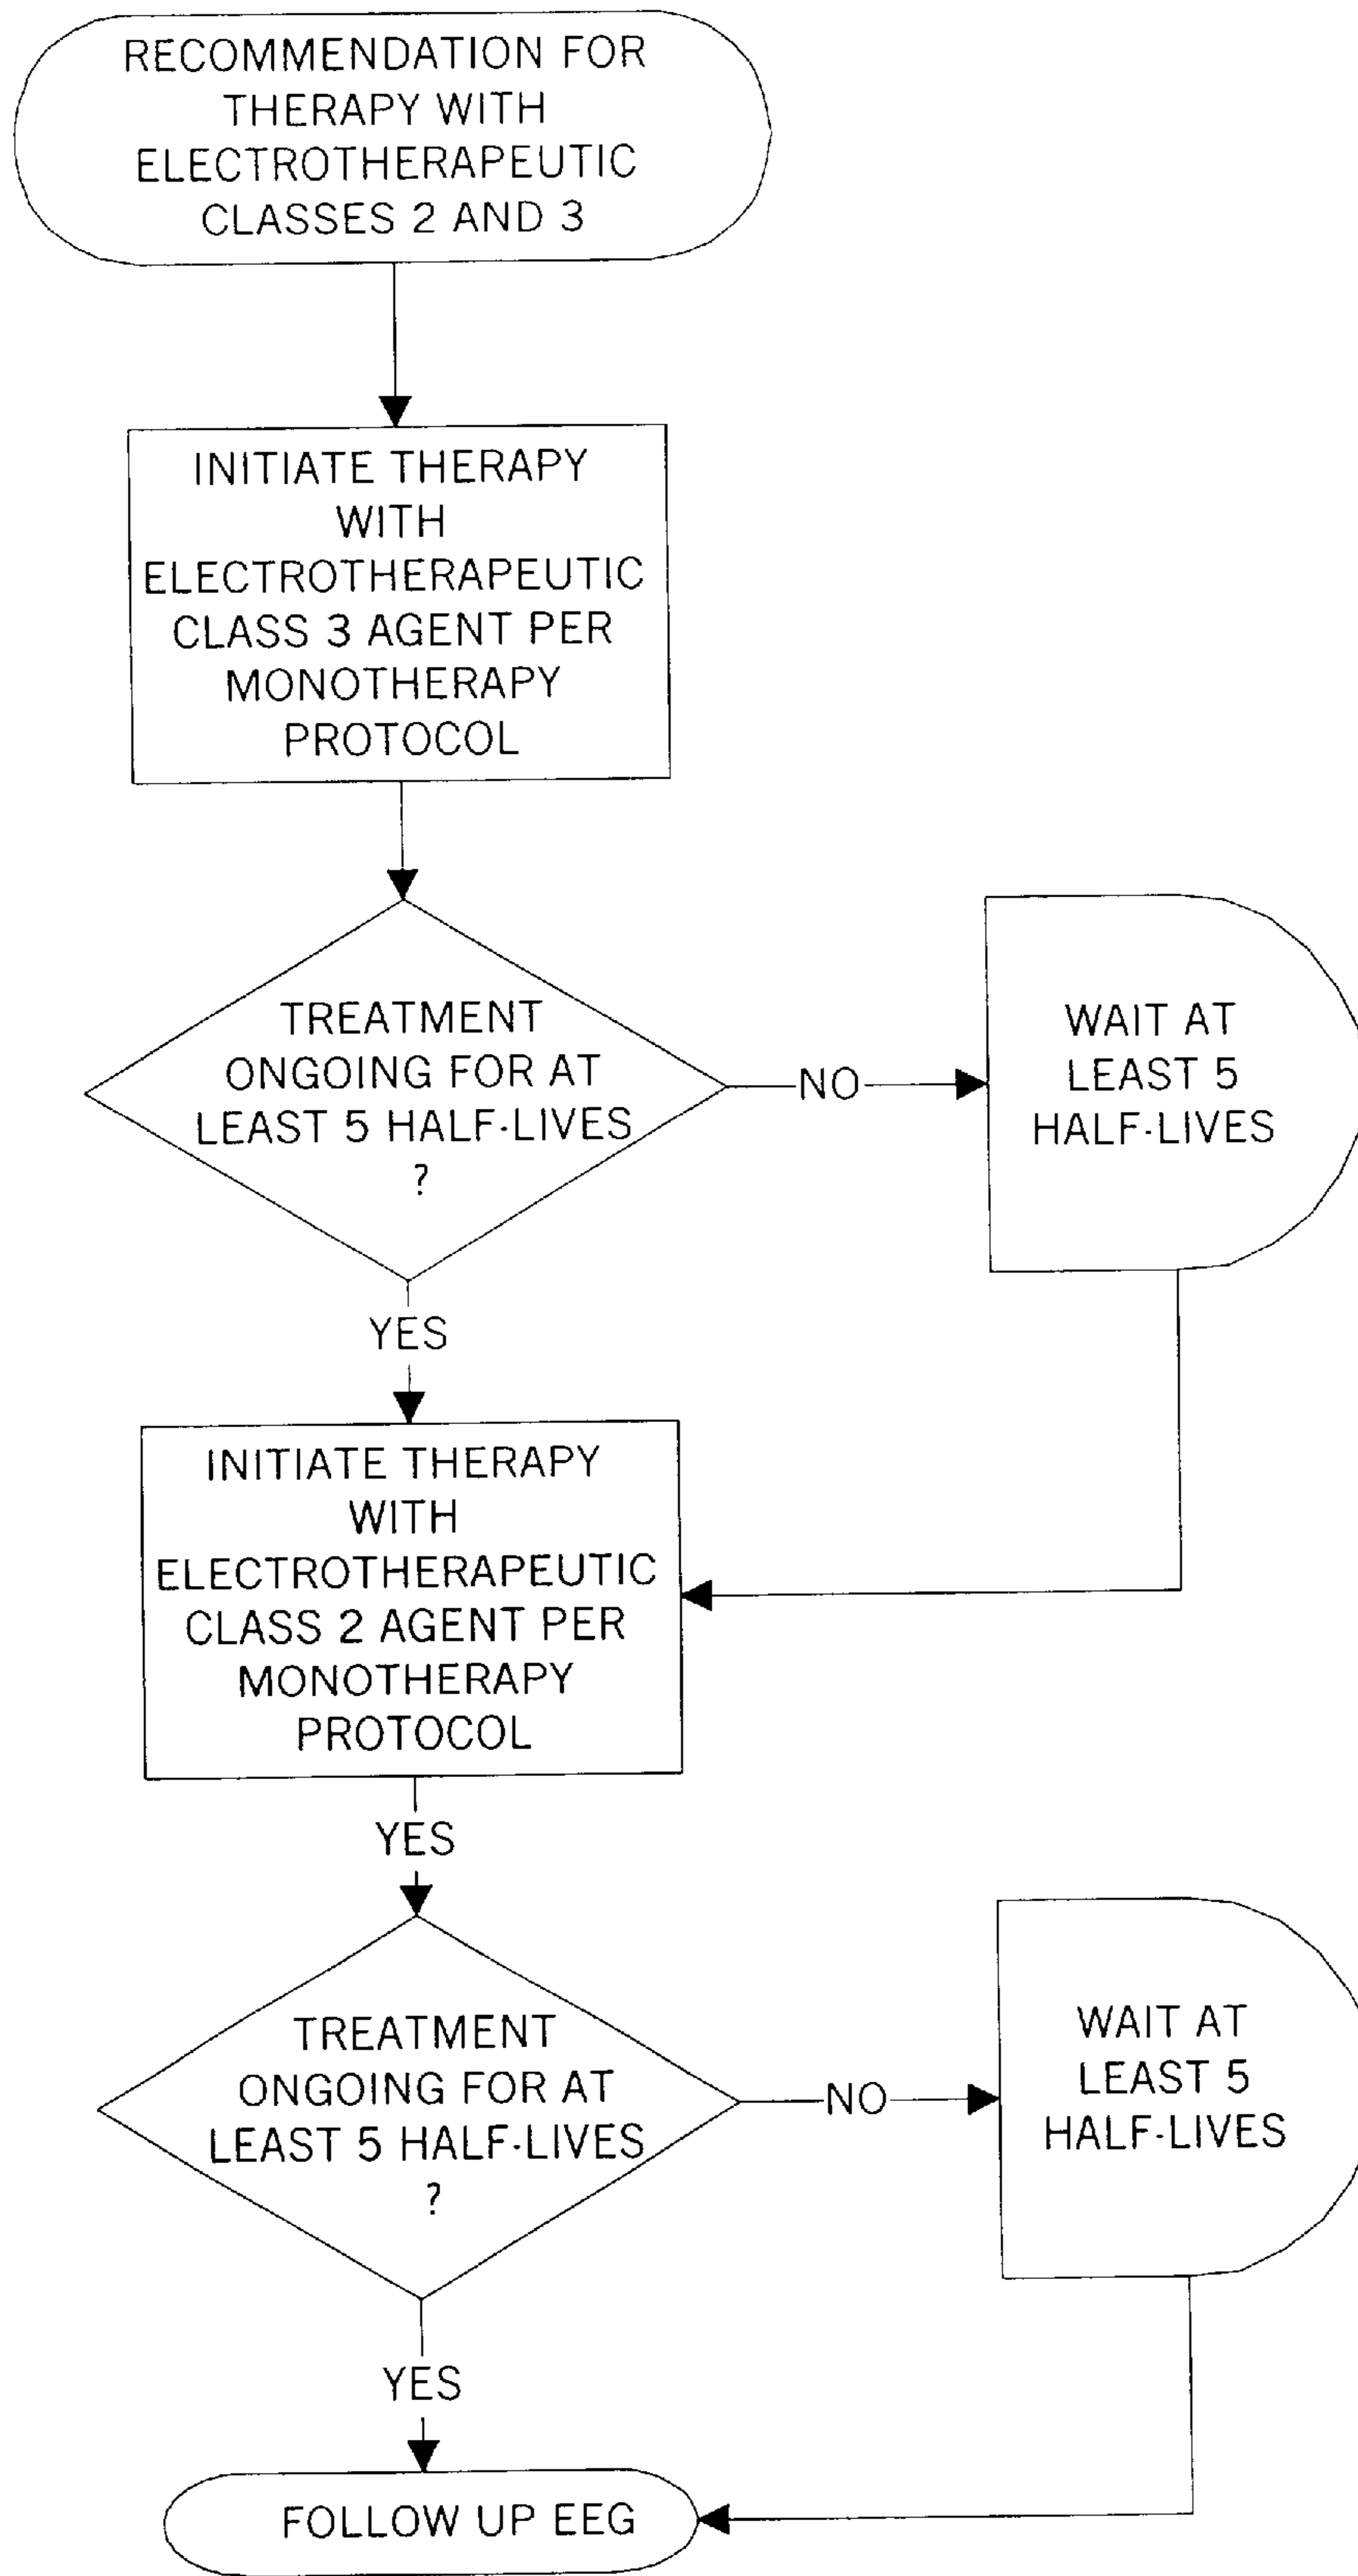 RECOMMENDATION FOR
THERAPY WITH
ELECTROTHERAPEUTIC
CLASSES 2 AND 3
INITIATE THERAPY
WITH
ELECTROTHERAPEUTIC
CLASS 3 AGENT PER
MONOTHERAPY
PROTOCOL
TREATMENT
ONGOING FOR AT
LEAST 5 HALF-LIVES
?
NO
WAIT AT
LEAST 5
HALF-LIVES
YES
INITIATE THERAPY
WITH
ELECTROTHERAPEUTIC
CLASS 2 AGENT PER
MONOTHERAPY
PROTOCOL
YES
TREATMENT
ONGOING FOR AT
LEAST 5 HALF-LIVES
?
NO
WAIT AT
LEAST 5
HALF-LIVES
YES
FOLLOW UP EEG